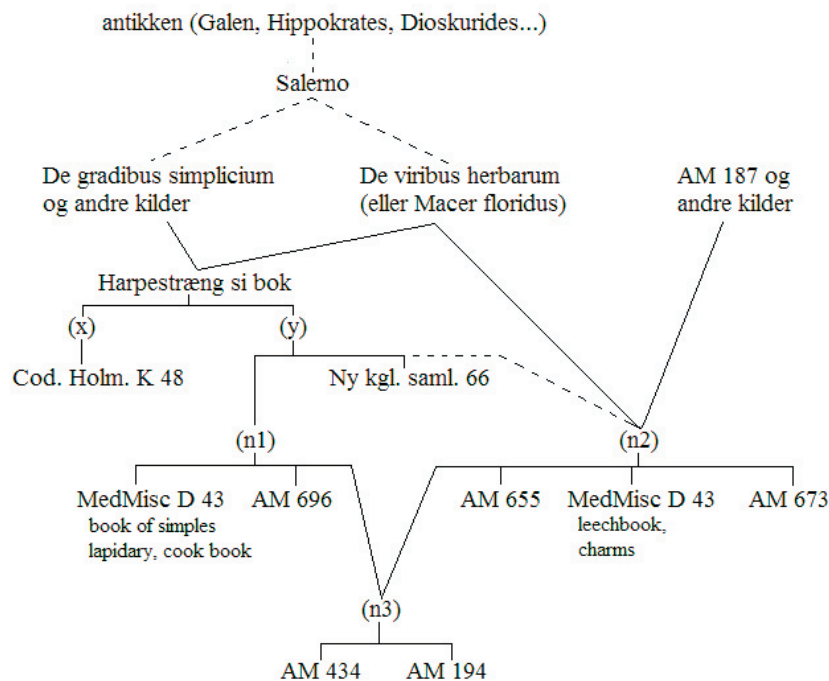 antikken (Galen, Hippokrates, Dioskurides...)
Salerno
De gradibus simplicium
og andre kilder
De viribus herbarum
(eller Macer floridus)
AM 187 og
andre kilder
Harpestræng si bok
(x)
(y)
Cod. Holm. K 48
Ny kgl. saml. 66
(n1)
(n2)
MedMisc D 43
book of simples
lapidary, cook book
AM 696
AM 655
MedMisc D 43
leechbook,
charms
AM 673
(n3)
AM 434
AM 194